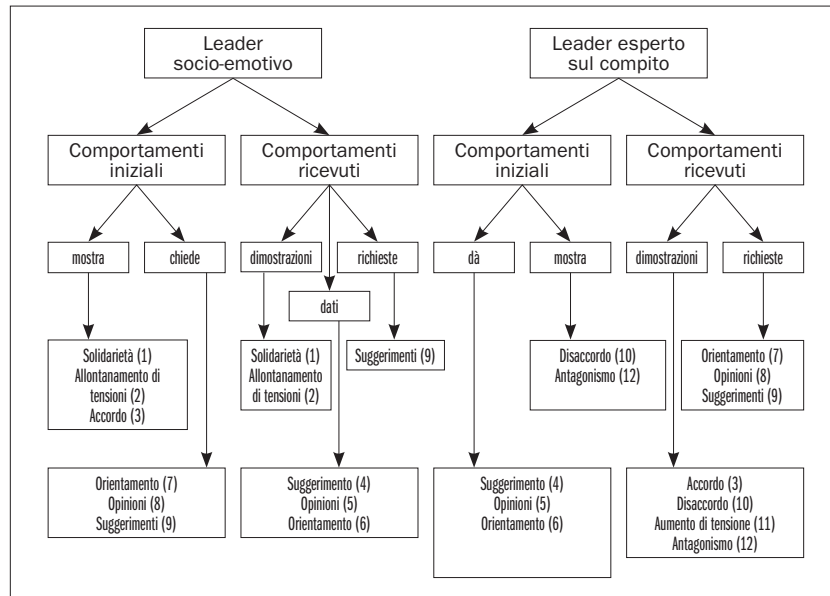 Leader
socio-emotivo
Leader esperto
sul compito
Comportamenti
iniziali
Comportamenti
ricevuti
Comportamenti
iniziali
Comportamenti
ricevuti
mostra
chiede
dimostrazioni
richieste
dati
dà
mostra
dimostrazioni
richieste
Solidarietà (1)
Allontanamento di
tensioni (2)
Accordo (3)
Solidarietà (1)
Allontanamento
di tensioni (2)
Suggerimenti (9)
Disaccordo (10)
Antagonismo (12)
Orientamento (7)
Opinioni (8)
Suggerimenti (9)
Orientamento (7)
Opinioni (8)
Suggerimenti (9)
Suggerimento (4)
Opinioni (5)
Orientamento (6)
Suggerimento (4)
Opinioni (5)
Orientamento (6)
Accordo (3)
Disaccordo (10)
Aumento di tensione (11)
Antagonismo (12)